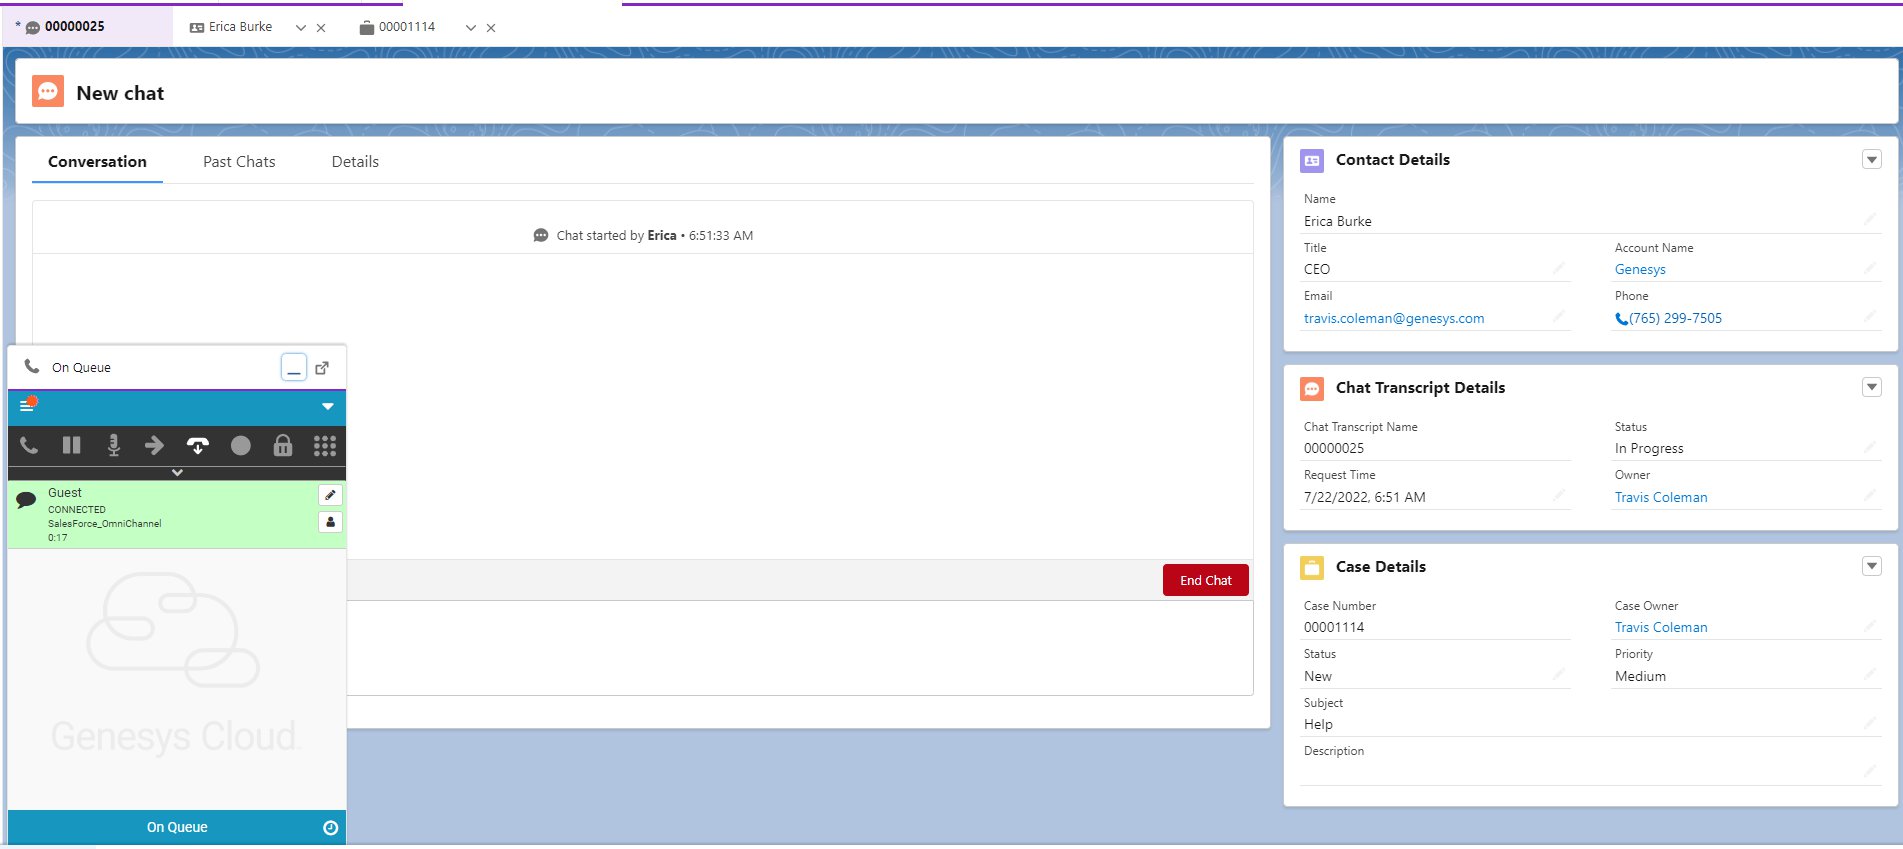 * 00000025 Erica Burke 00001114
New chat
Conversation Past Chats Details
Chat started by Erica • 6:51:33 AM
End Chat
On Queue
Guest
CONNECTED
SalesForce_OmniChannel
0:17
Genesys Cloud
On Queue
Contact Details
Name
Erica Burke
Title Account Name
CEO Genesys
Email Phone
travis.coleman@genesys.com (765) 299-7505
Chat Transcript Details
Chat Transcript Name Status
00000025 In Progress
Request Time Owner
7/22/2022, 6:51 AM Travis Coleman
Case Details
Case Number Case Owner
00001114 Travis Coleman
Status Priority
New Medium
Subject
Help
Description